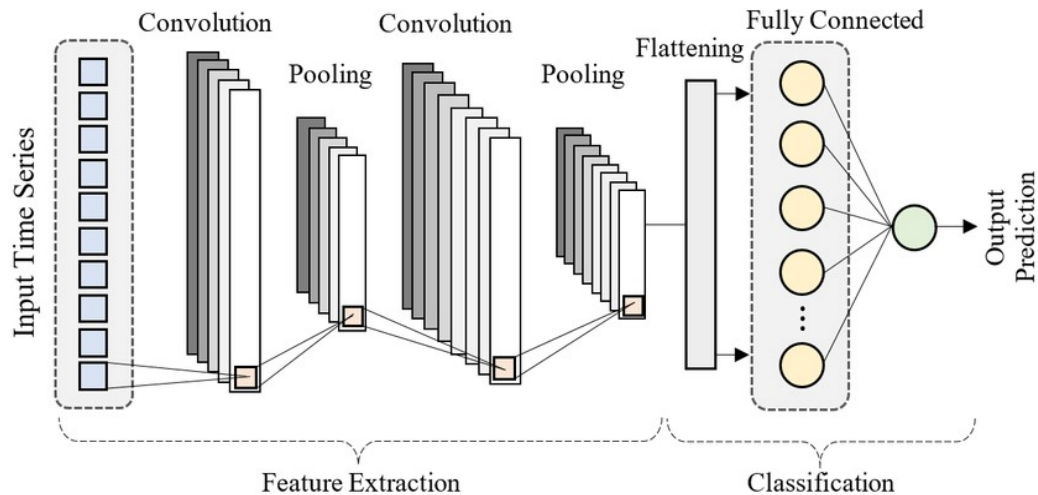 Convolution
Convolution
Fully Connected
Pooling
Pooling
Flattening
Input Time Series
Output
Prediction
Feature Extraction
Classification